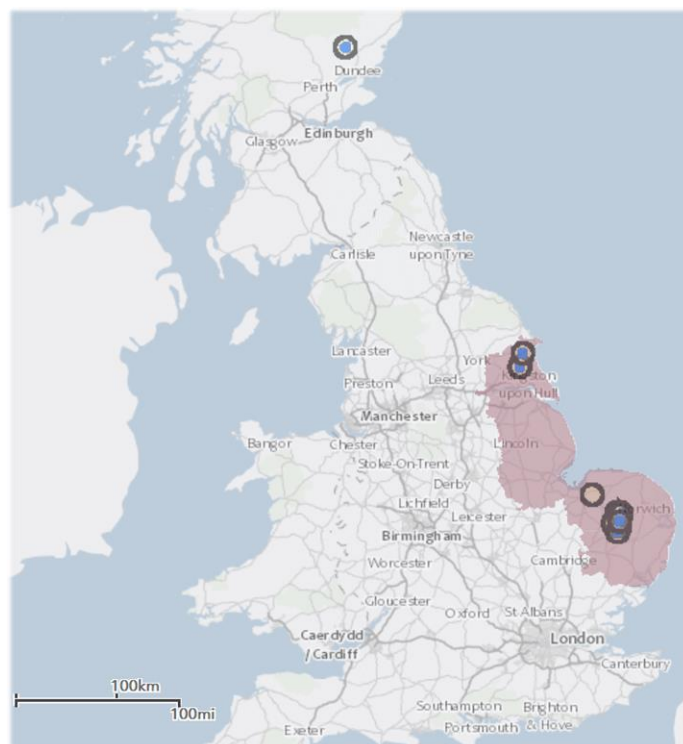 Dundee
Perth
Edinburgh
Glasgow
Newcastle
upon Tyne
Carlisle
Lancaster
York
Kingston
upon Hull
Preston
Leeds
Manchester
Bangor
Chester
Lincoln
Stoke-On-Trent
Derby
Lichfield
Leicester
Birmingham
Cambridge
Worcester
Gloucester
Oxford
St Albans
Caerdydd
/Cardiff
London
Canterbury
100km
100mi
Southampton
Brighton
& Hove
Portsmouth
Exeter